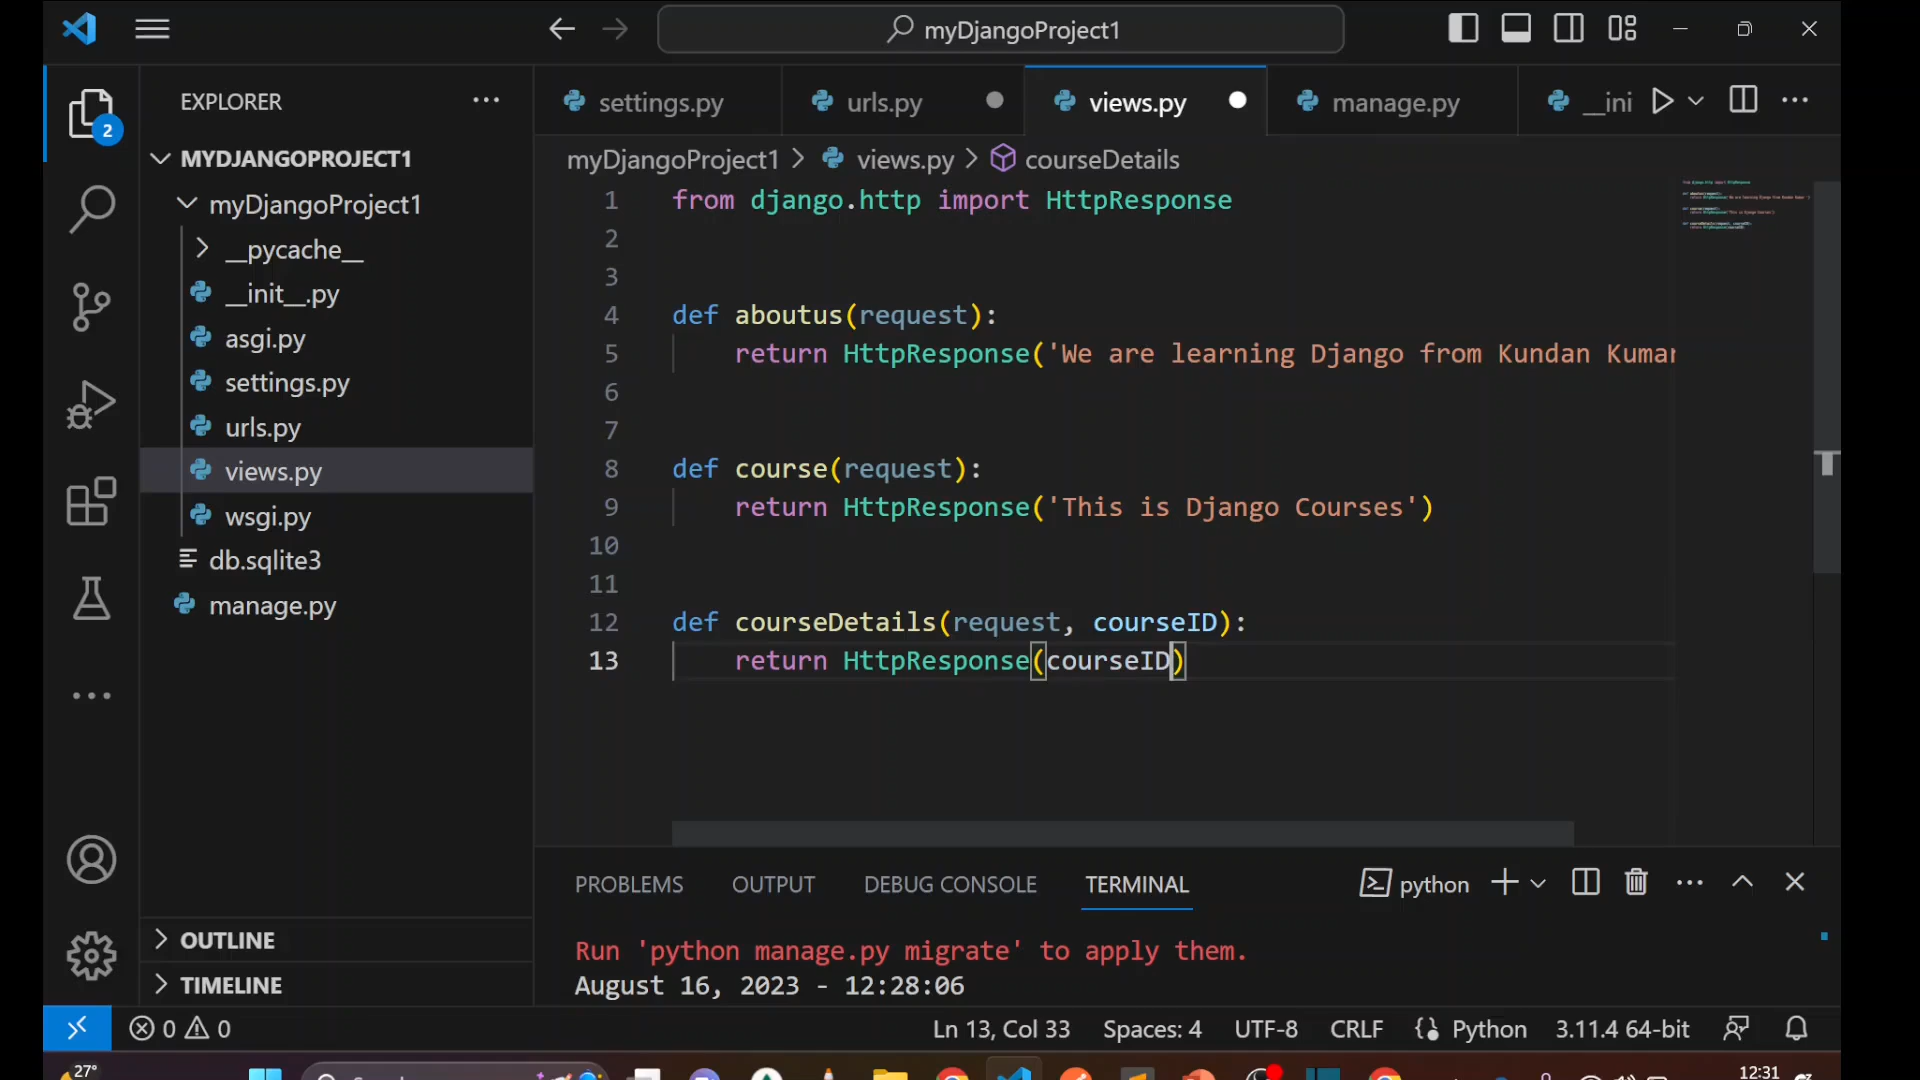 myDjangoProject1
EXPLORER
settings.py
urls.py
views.py
manage.py
__ini
2
MYDJANGOPROJECT1
myDjangoProject1
__pycache__
__init__.py
asgi.py
settings.py
urls.py
views.py
wsgi.py
db.sqlite3
manage.py
OUTLINE
TIMELINE
myDjangoProject1 > views.py > courseDetails
1 from django.http import HttpResponse
2
3
4 def aboutus(request):
5 return HttpResponse('We are learning Django from Kundan Kumar
6
7
8 def course(request):
9 return HttpResponse('This is Django Courses')
10
11
12 def courseDetails(request, courseID):
13 return HttpResponse(courseID)
PROBLEMS OUTPUT DEBUG CONSOLE TERMINAL
python
Run 'python manage.py migrate' to apply them.
August 16, 2023 - 12:28:06
0 0
Ln 13, Col 33 Spaces: 4 UTF-8 CRLF {} Python 3.11.4 64-bit
27°
12:31